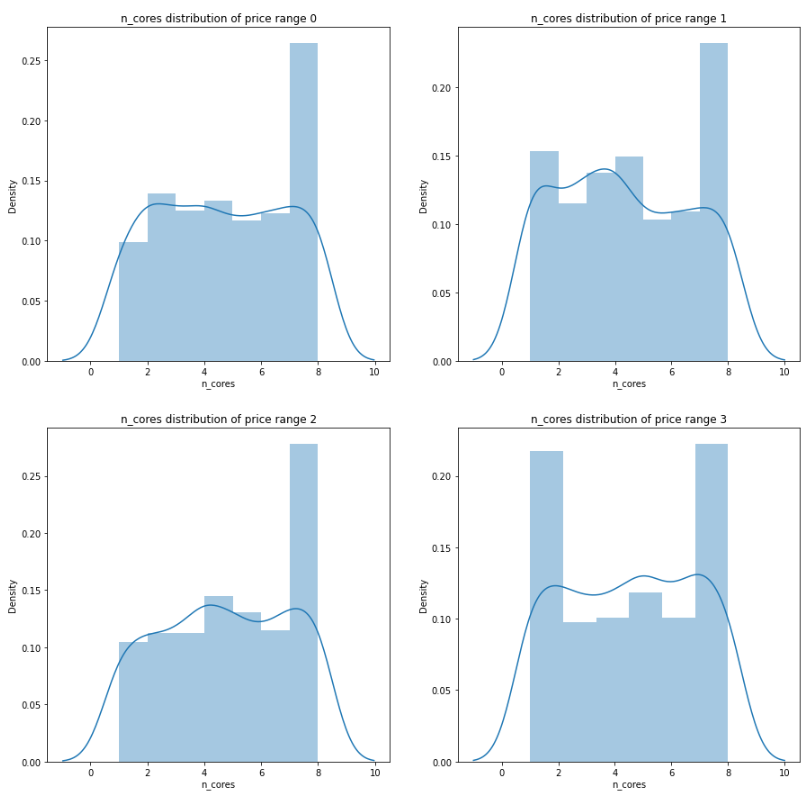 n_cores distribution of price range 0
0.25
0.20
0.15
0.10
0.05
0.00
Density
0 2 4 6 8 10
n_cores
n_cores distribution of price range 1
0.20
0.15
0.10
0.05
0.00
Density
0 2 4 6 8 10
n_cores
n_cores distribution of price range 2
0.25
0.20
0.15
0.10
0.05
0.00
Density
0 2 4 6 8 10
n_cores
n_cores distribution of price range 3
0.20
0.15
0.10
0.05
0.00
Density
0 2 4 6 8 10
n_cores